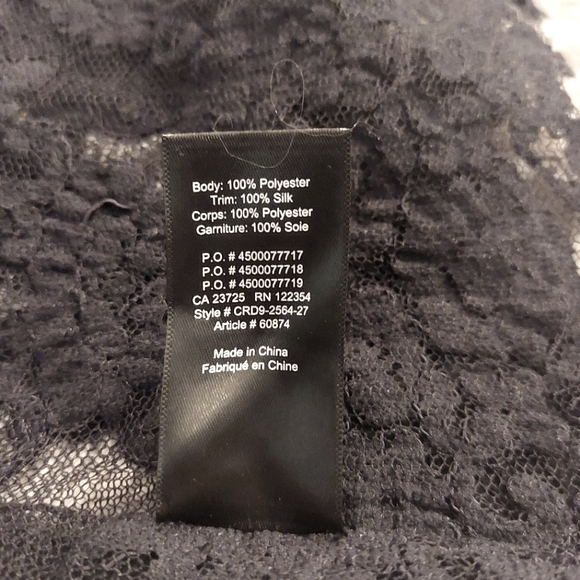 Body: 100% Polyester
Trim: 100% Silk
Corps: 100% Polyester
Garniture: 100% Soie
P.O. # 4500077717
P.O. # 4500077718
P.O. # 4500077719
CA 23725 RN 122354
Style # CRD9-2564-27
Article # 60874
Made in China
Fabriqué en Chine